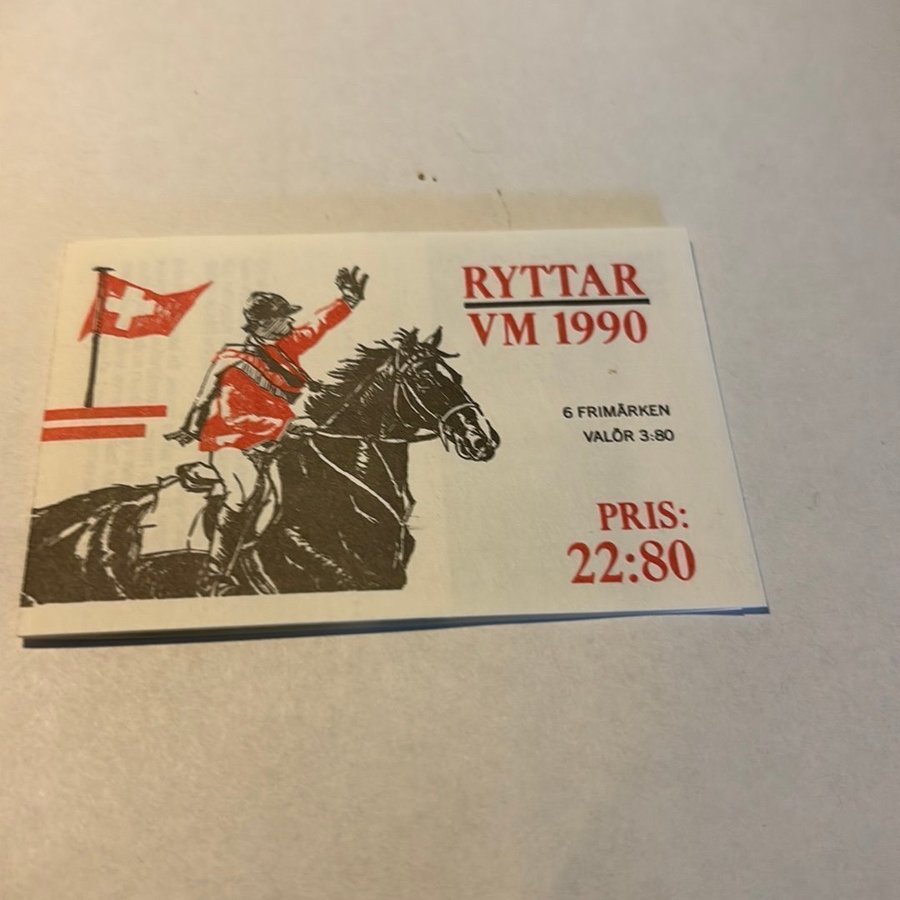 RYTTAR
VM 1990
6 FRIMÄRKEN
VALÖR 3:80
PRIS:
22:80